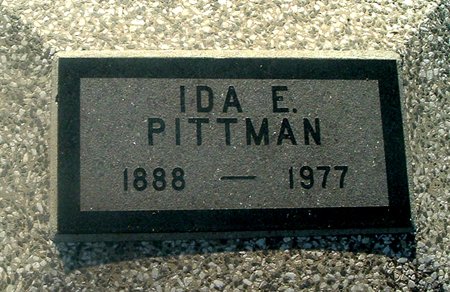 IDA E.
PITTMAN
1888 — 1977